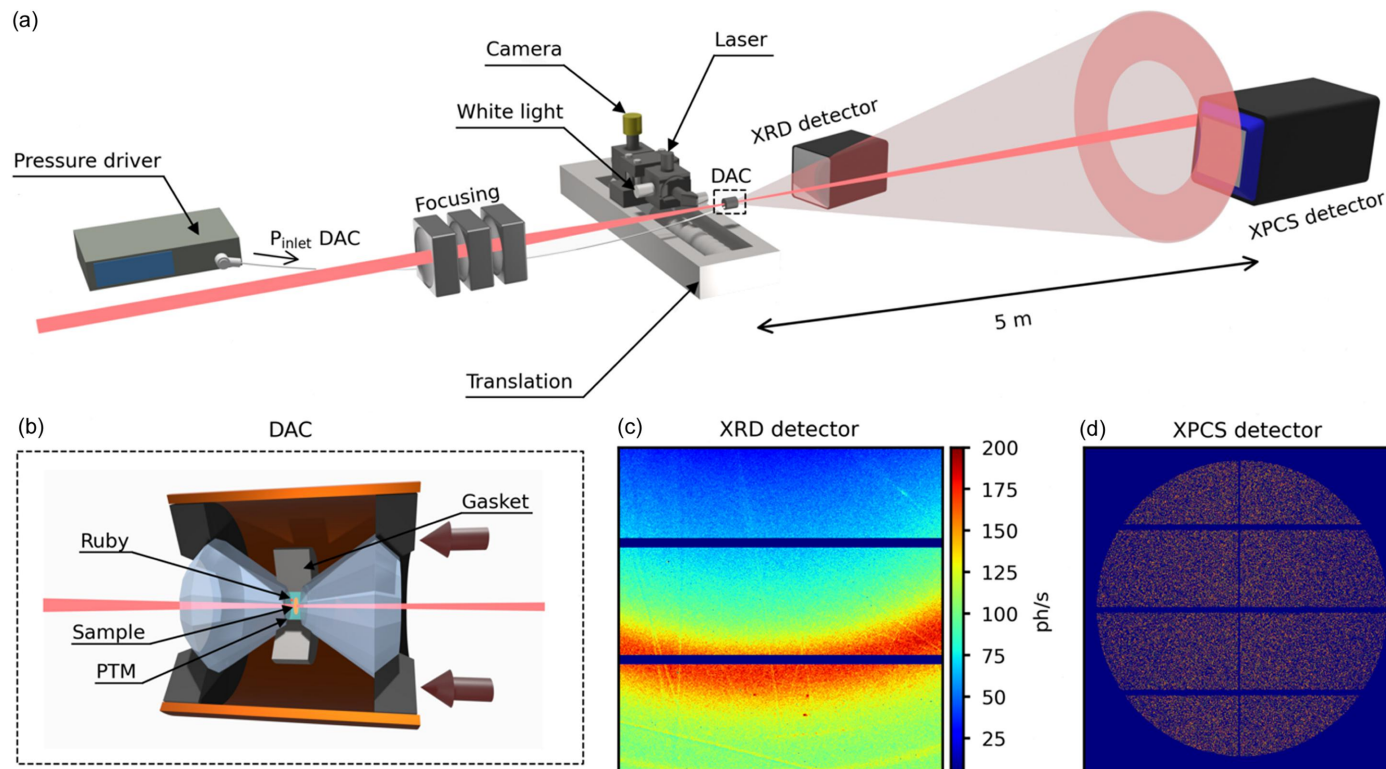 (a)
Camera
Laser
White light
XRD detector
Pressure driver
Focusing
DAC
P_inlet DAC
XPCS detector
5 m
Translation
(b)
DAC
Gasket
Ruby
Sample
PTM
(c)
XRD detector
200
175
150
125
100
75
50
25
ph/s
(d)
XPCS detector